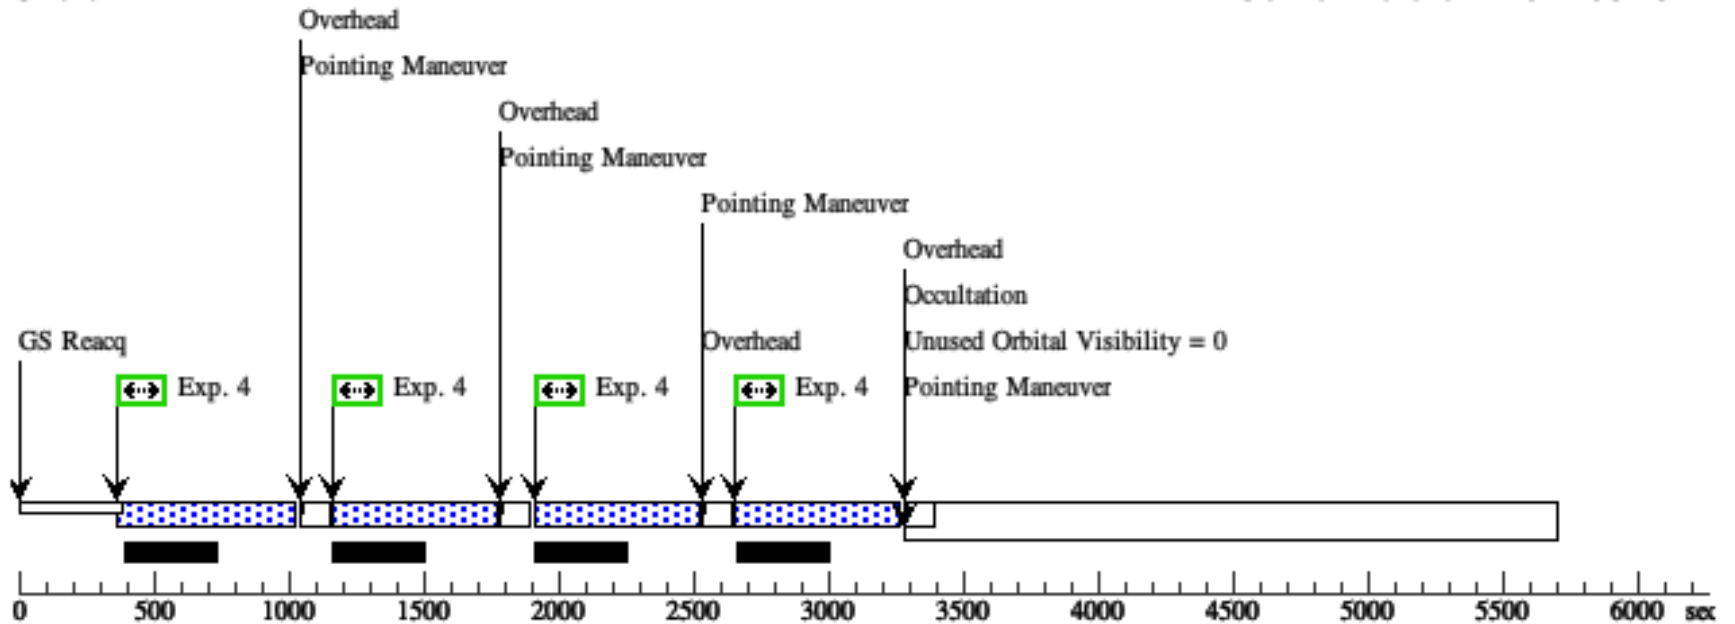 Overhead
Pointing Maneuver
Overhead
Pointing Maneuver
Pointing Maneuver
Overhead
Occultation
GS Reacq
Overhead
Unused Orbital Visibility = 0
Exp. 4
Exp. 4
Exp. 4
Exp. 4
Pointing Maneuver
0 500 1000 1500 2000 2500 3000 3500 4000 4500 5000 5500 6000 sec